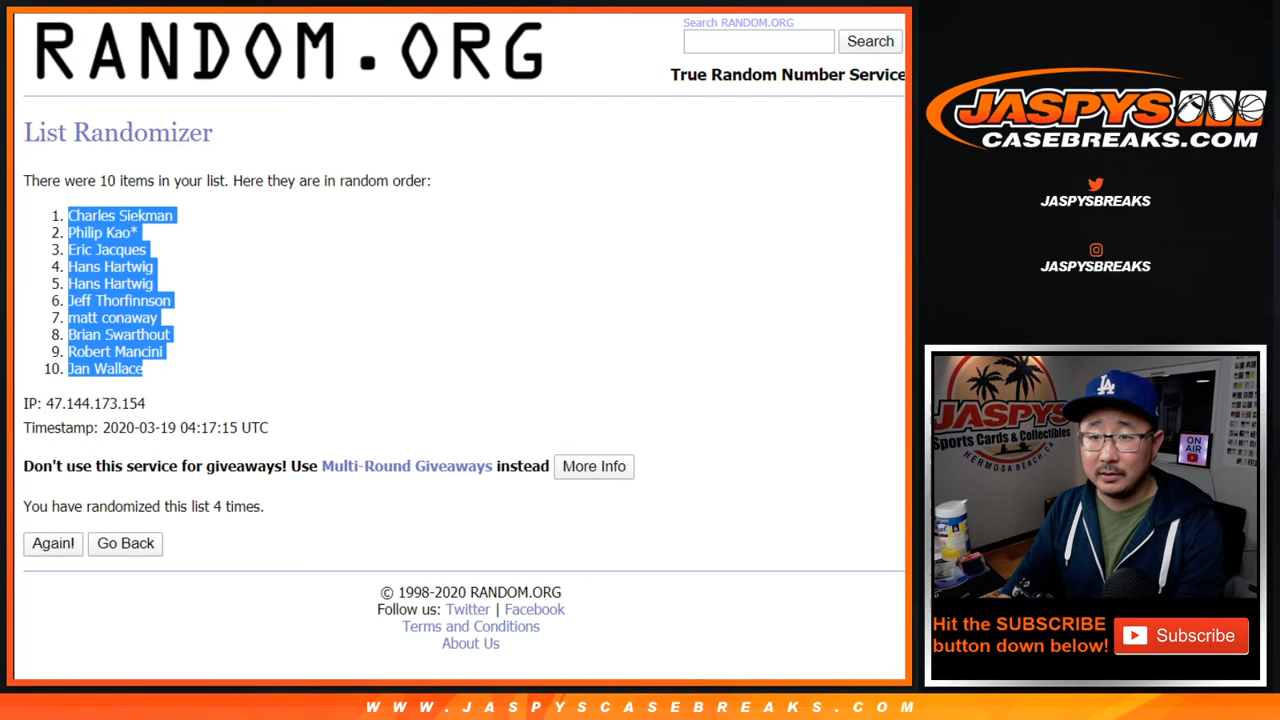 RANDOM.ORG
Search RANDOM.ORG
Search
True Random Number Service
List Randomizer
There were 10 items in your list. Here they are in random order:
1. Charles Siekman
2. Philip Kao*
3. Eric Jacques
4. Hans Hartwig
5. Hans Hartwig
6. Jeff Thorfinnson
7. matt conaway
8. Brian Swarthout
9. Robert Mancini
10. Jan Wallace
IP: 47.144.173.154
Timestamp: 2020-03-19 04:17:15 UTC
Don't use this service for giveaways! Use Multi-Round Giveaways instead More Info
You have randomized this list 4 times.
Again! Go Back
© 1998-2020 RANDOM.ORG
Follow us: Twitter | Facebook
Terms and Conditions
About Us
JASPYS
CASEBREAKS.COM
JASPYSBREAKS
JASPYSBREAKS
JASPYS
Sports Cards & Collectibles
HERMOSA BEACH, CA
LA
ON
AIR
Hit the SUBSCRIBE
button down below!
Subscribe
WWW.JASPYSCASEBREAKS.COM